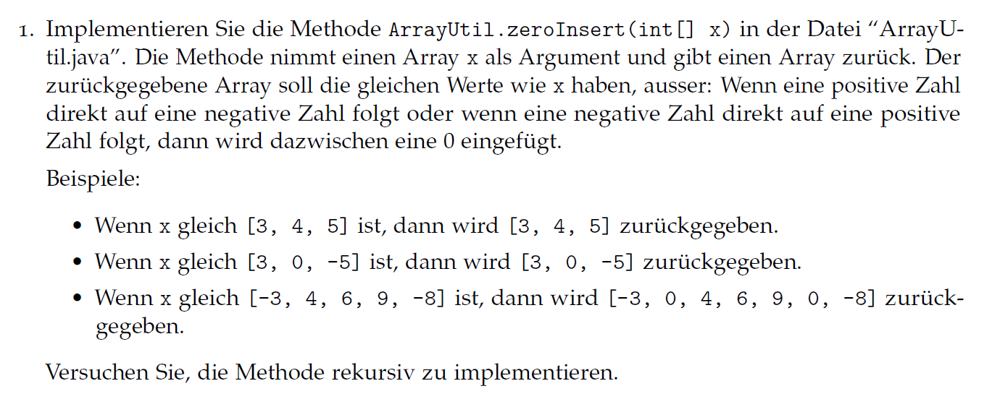 1. Implementieren Sie die Methode ArrayUtil.zeroInsert(int[] x) in der Datei “ArrayU-
til.java”. Die Methode nimmt einen Array x als Argument und gibt einen Array zurück. Der
zurückgegebene Array soll die gleichen Werte wie x haben, ausser: Wenn eine positive Zahl
direkt auf eine negative Zahl folgt oder wenn eine negative Zahl direkt auf eine positive
Zahl folgt, dann wird dazwischen eine 0 eingefügt.
Beispiele:
• Wenn x gleich [3, 4, 5] ist, dann wird [3, 4, 5] zurückgegeben.
• Wenn x gleich [3, 0, -5] ist, dann wird [3, 0, -5] zurückgegeben.
• Wenn x gleich [-3, 4, 6, 9, -8] ist, dann wird [-3, 0, 4, 6, 9, 0, -8] zurück-
gegeben.
Versuchen Sie, die Methode rekursiv zu implementieren.